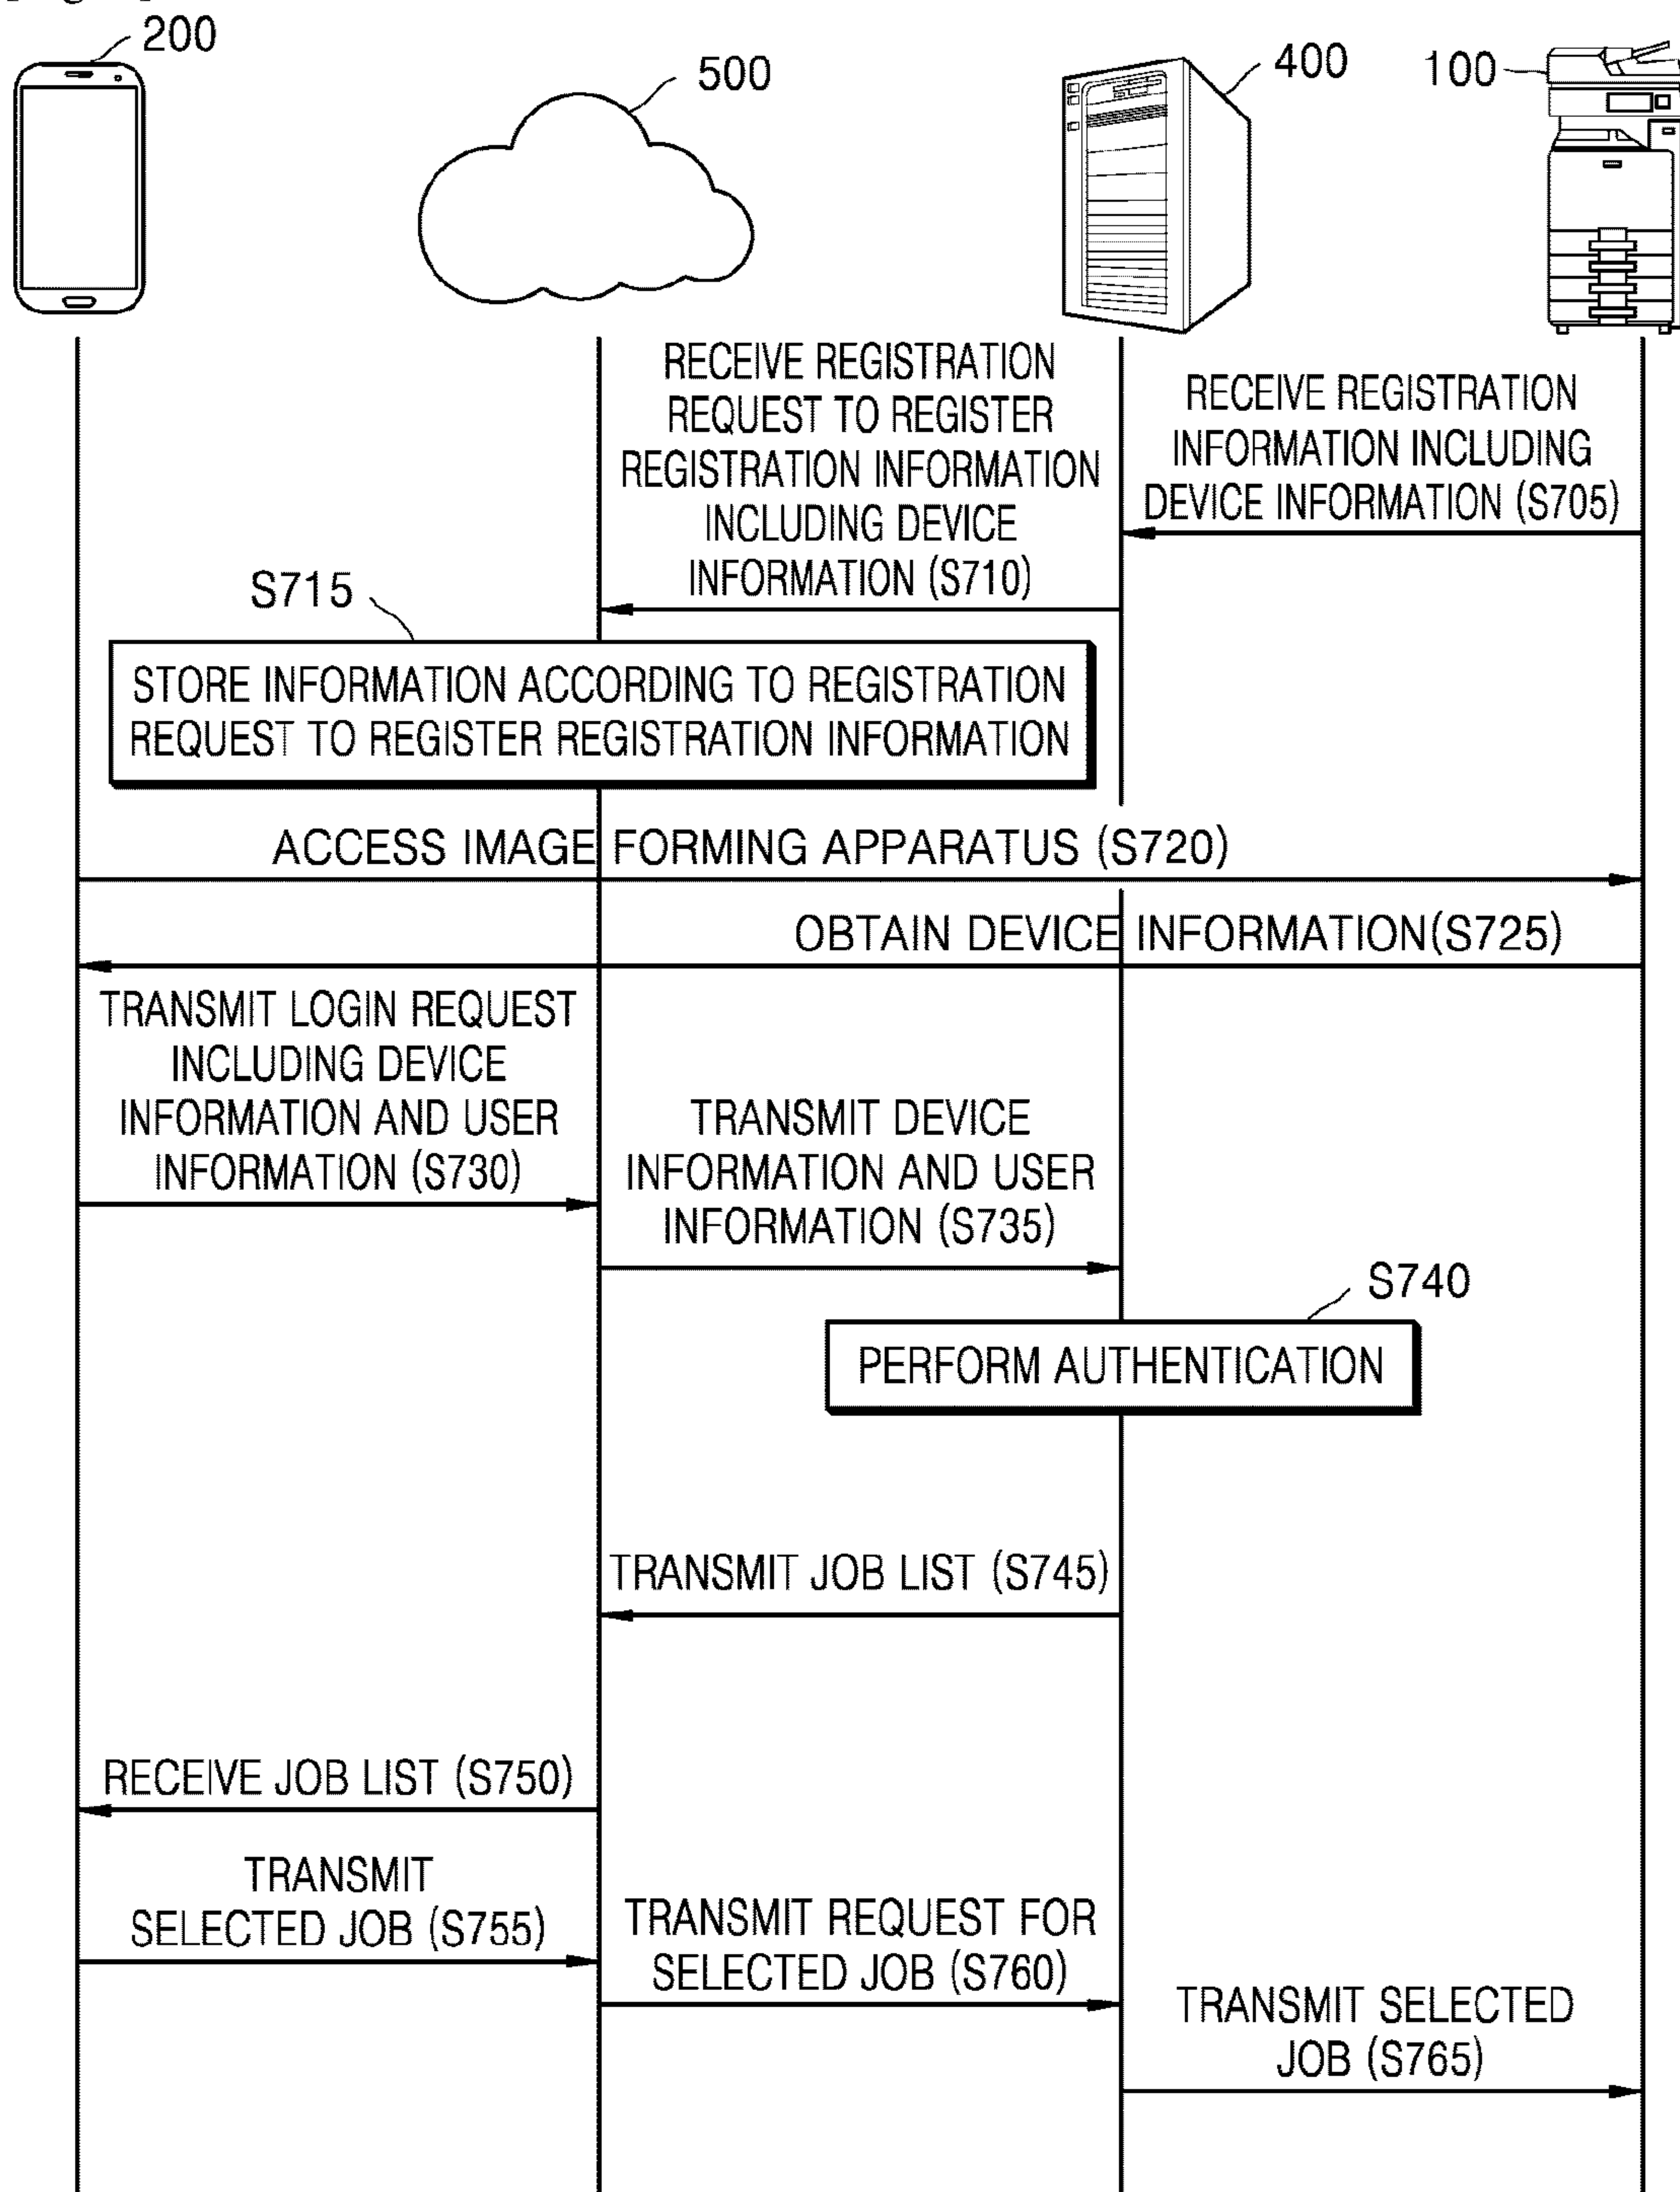 200
500
400
100
RECEIVE REGISTRATION
REQUEST TO REGISTER
REGISTRATION INFORMATION
INCLUDING DEVICE
INFORMATION (S710)
RECEIVE REGISTRATION
INFORMATION INCLUDING
DEVICE INFORMATION (S705)
S715
STORE INFORMATION ACCORDING TO REGISTRATION
REQUEST TO REGISTER REGISTRATION INFORMATION
ACCESS IMAGE FORMING APPARATUS (S720)
OBTAIN DEVICE INFORMATION(S725)
TRANSMIT LOGIN REQUEST
INCLUDING DEVICE
INFORMATION AND USER
INFORMATION (S730)
TRANSMIT DEVICE
INFORMATION AND USER
INFORMATION (S735)
S740
PERFORM AUTHENTICATION
TRANSMIT JOB LIST (S745)
RECEIVE JOB LIST (S750)
TRANSMIT
SELECTED JOB (S755)
TRANSMIT REQUEST FOR
SELECTED JOB (S760)
TRANSMIT SELECTED
JOB (S765)